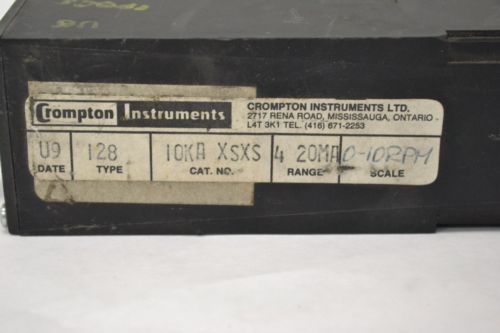 Crompton Instruments
CROMPTON INSTRUMENTS LTD.
2717 RENA ROAD, MISSISSAUGA, ONTARIO
L4T 3K1 TEL. (416) 671-2253
U9 128 10KA XSXS 4 20MA 0-10RPM
DATE TYPE CAT. NO. RANGE SCALE